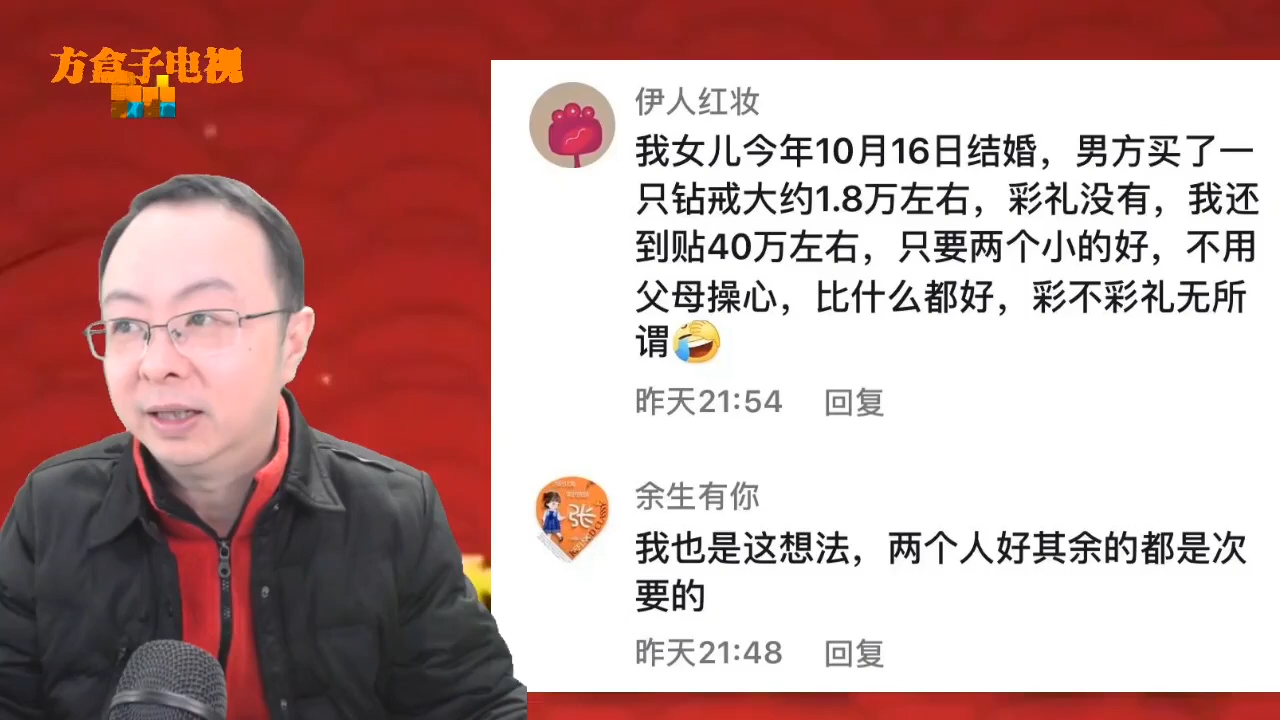 方盒子电视
伊人红妆
我女儿今年10月16日结婚，男方买了一
只钻戒大约1.8万左右，彩礼没有，我还
到贴40万左右，只要两个小的好，不用
父母操心，比什么都好，彩不彩礼无所
谓🤣
昨天21:54 回复
余生有你
张
我也是这想法，两个人好其余的都是次
要的
昨天21:48 回复